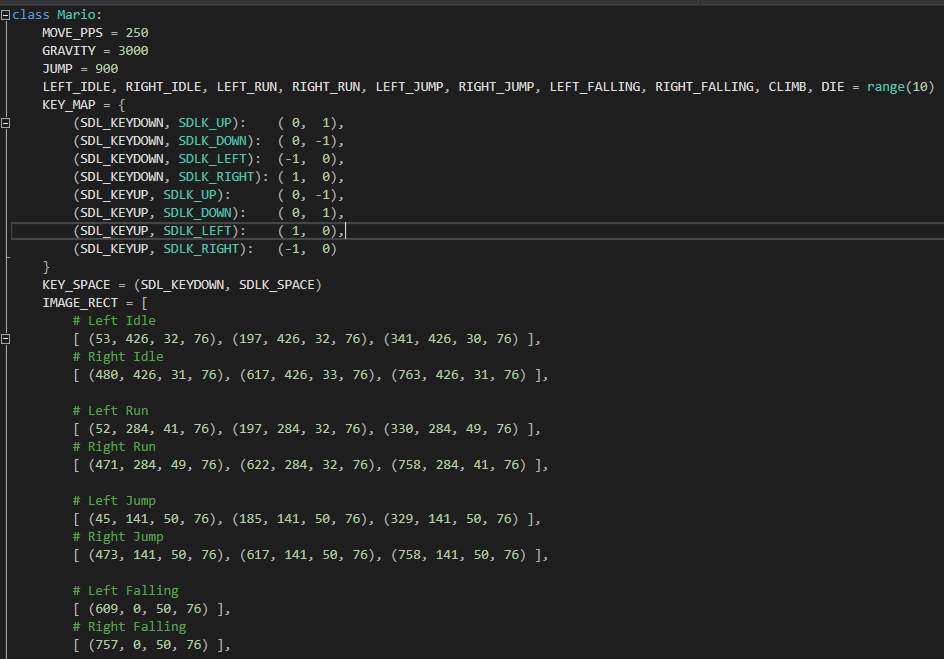 class Mario:
    MOVE_PPS = 250
    GRAVITY = 3000
    JUMP = 900
    LEFT_IDLE, RIGHT_IDLE, LEFT_RUN, RIGHT_RUN, LEFT_JUMP, RIGHT_JUMP, LEFT_FALLING, RIGHT_FALLING, CLIMB, DIE = range(10)
    KEY_MAP = {
        (SDL_KEYDOWN, SDLK_UP):    ( 0,  1),
        (SDL_KEYDOWN, SDLK_DOWN):  ( 0, -1),
        (SDL_KEYDOWN, SDLK_LEFT):  (-1,  0),
        (SDL_KEYDOWN, SDLK_RIGHT): ( 1,  0),
        (SDL_KEYUP, SDLK_UP):      ( 0, -1),
        (SDL_KEYUP, SDLK_DOWN):    ( 0,  1),
        (SDL_KEYUP, SDLK_LEFT):    ( 1,  0),
        (SDL_KEYUP, SDLK_RIGHT):   (-1,  0)
    }
    KEY_SPACE = (SDL_KEYDOWN, SDLK_SPACE)
    IMAGE_RECT = [
        # Left Idle
        [ (53, 426, 32, 76), (197, 426, 32, 76), (341, 426, 30, 76) ],
        # Right Idle
        [ (480, 426, 31, 76), (617, 426, 33, 76), (763, 426, 31, 76) ],

        # Left Run
        [ (52, 284, 41, 76), (197, 284, 32, 76), (330, 284, 49, 76) ],
        # Right Run
        [ (471, 284, 49, 76), (622, 284, 32, 76), (758, 284, 41, 76) ],

        # Left Jump
        [ (45, 141, 50, 76), (185, 141, 50, 76), (329, 141, 50, 76) ],
        # Right Jump
        [ (473, 141, 50, 76), (617, 141, 50, 76), (758, 141, 50, 76) ],

        # Left Falling
        [ (609, 0, 50, 76) ],
        # Right Falling
        [ (757, 0, 50, 76) ],